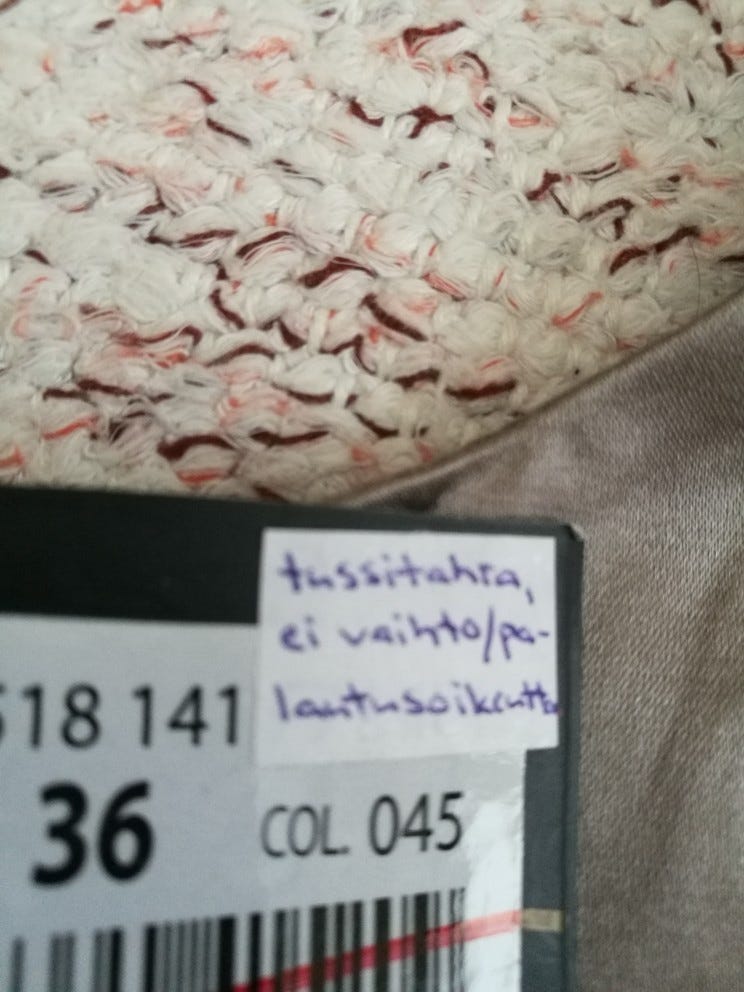 tussitahra,
ei vaihto/pa-
lautusoikeutta
518 141
36
COL. 045